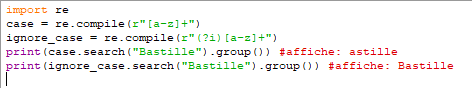 import re
case = re.compile(r"[a-z]+")
ignore_case = re.compile(r"(?i)[a-z]+")
print(case.search("Bastille").group()) #affiche: astille
print(ignore_case.search("Bastille").group()) #affiche: Bastille